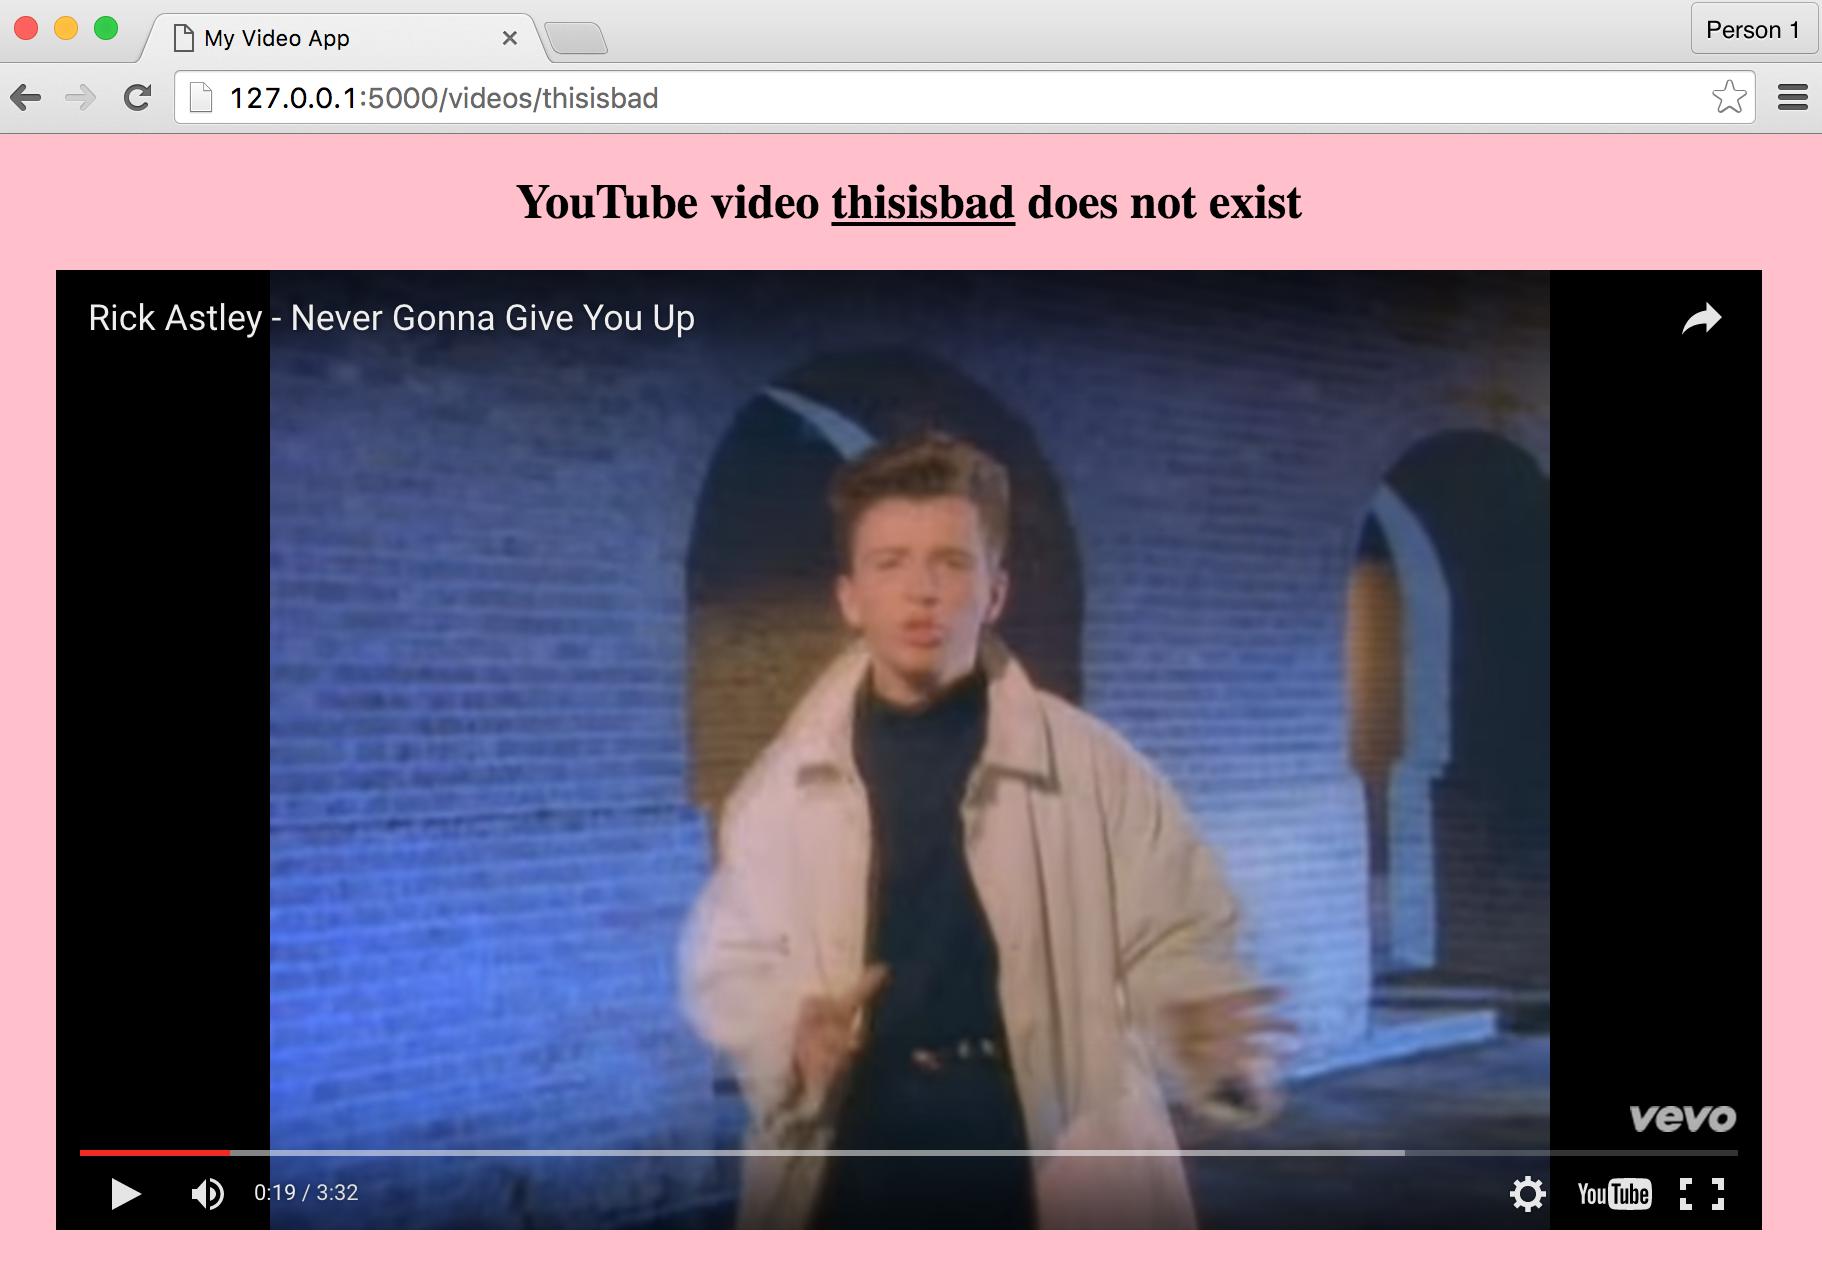 My Video App
Person 1
127.0.0.1:5000/videos/thisisbad
YouTube video thisisbad does not exist
Rick Astley - Never Gonna Give You Up
vevo
0:19 / 3:32
YouTube